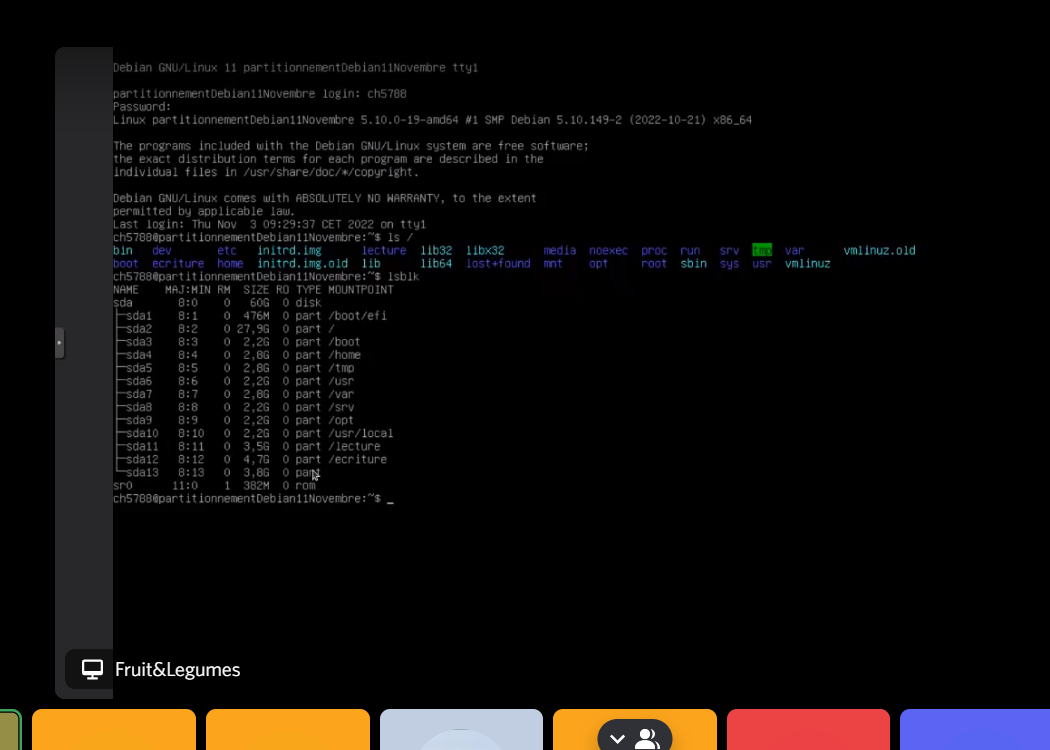 Debian GNU/Linux 11 partitionnementDebian11Novembre tty1
partitionnementDebian11Novembre login: ch5788
Password:
Linux partitionnementDebian11Novembre 5.10.0-19-amd64 #1 SMP Debian 5.10.149-2 (2022-10-21) x86_64
The programs included with the Debian GNU/Linux system are free software;
the exact distribution terms for each program are described in the
individual files in /usr/share/doc/*/copyright.
Debian GNU/Linux comes with ABSOLUTELY NO WARRANTY, to the extent
permitted by applicable law.
Last login: Thu Nov  3 09:29:37 CET 2022 on tty1
ch5788@partitionnementDebian11Novembre:~$ ls /
bin dev etc initrd.img lecture lib32 libx32 media noexec proc run srv tmp var vmlinuz.old
boot ecriture home initrd.img.old lib lib64 lost+found mnt opt root sbin sys usr vmlinuz
ch5788@partitionnementDebian11Novembre:~$ lsblk
NAME MAJ:MIN RM SIZE RO TYPE MOUNTPOINT
sda 8:0 0 60G 0 disk
├─sda1 8:1 0 476M 0 part /boot/efi
├─sda2 8:2 0 27,9G 0 part /
├─sda3 8:3 0 2,2G 0 part /boot
├─sda4 8:4 0 2,8G 0 part /home
├─sda5 8:5 0 2,8G 0 part /tmp
├─sda6 8:6 0 2,2G 0 part /usr
├─sda7 8:7 0 2,8G 0 part /var
├─sda8 8:8 0 2,2G 0 part /srv
├─sda9 8:9 0 2,2G 0 part /opt
├─sda10 8:10 0 2,2G 0 part /usr/local
├─sda11 8:11 0 3,5G 0 part /lecture
├─sda12 8:12 0 4,7G 0 part /ecriture
└─sda13 8:13 0 3,8G 0 part
sr0 11:0 1 382M 0 rom
ch5788@partitionnementDebian11Novembre:~$ _
Fruit&Legumes